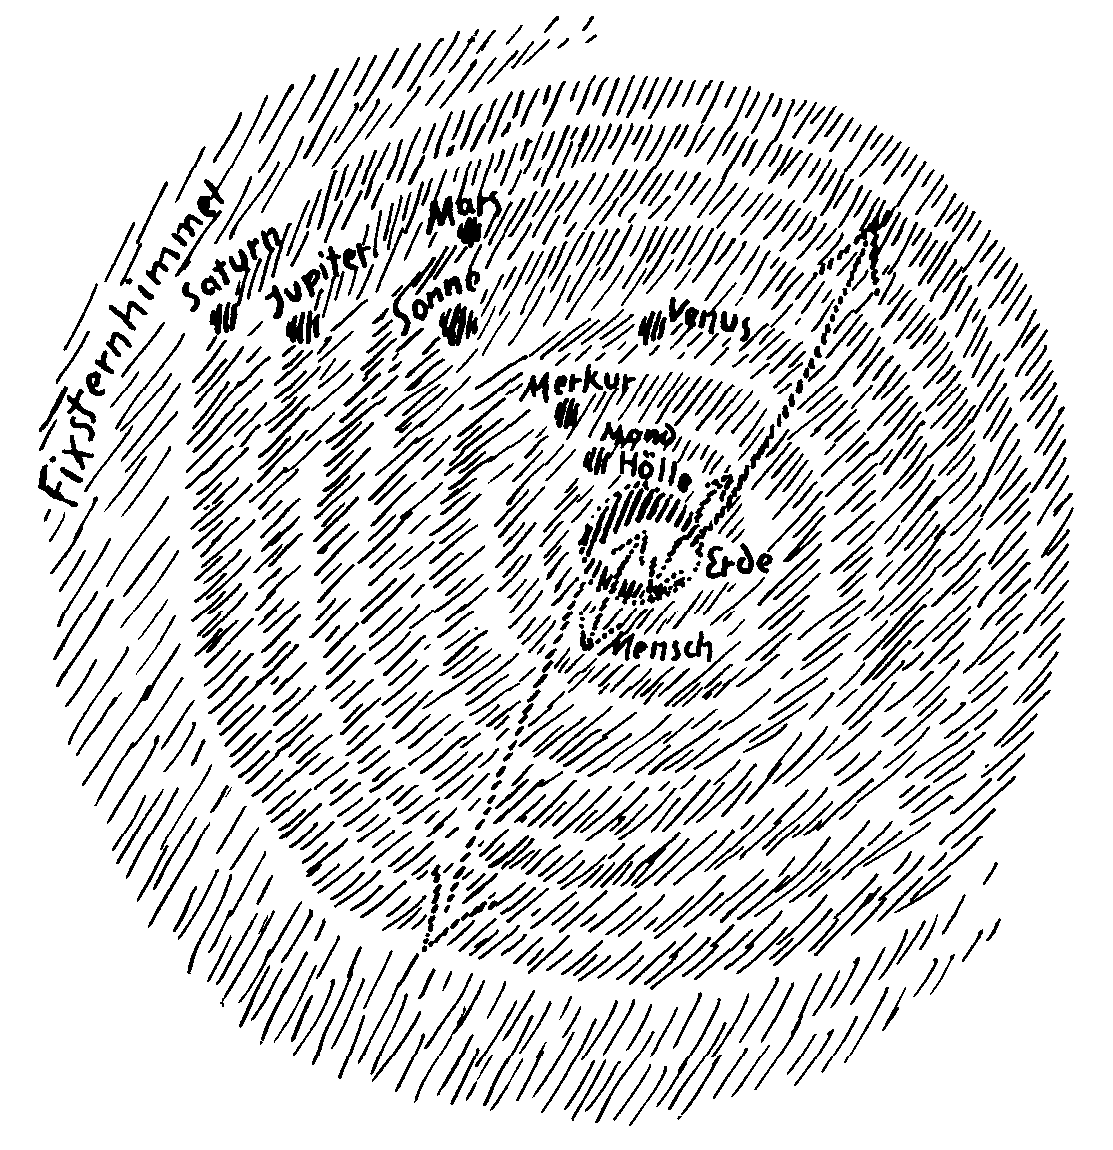 Fixsternhimmel
Saturn
Jupiter
Mars
Sonne
Venus
Merkur
Mond
Hölle
Erde
Mensch